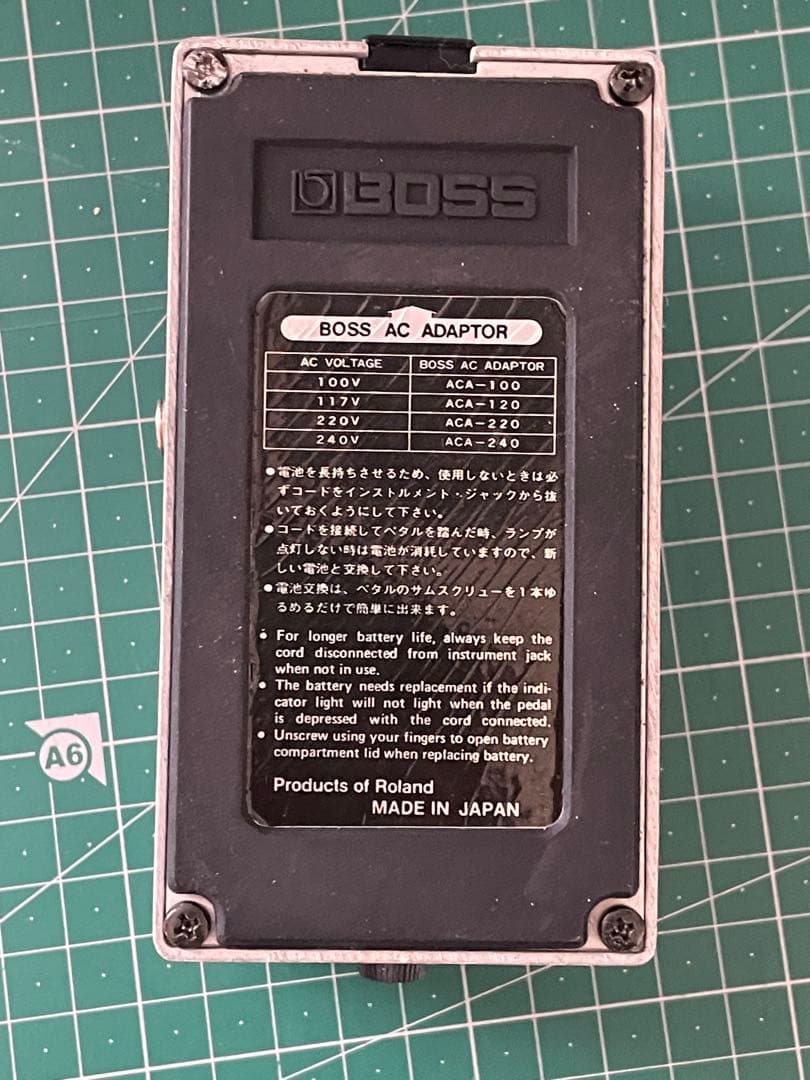 BOSS
BOSS AC ADAPTOR
AC VOLTAGE BOSS AC ADAPTOR
100V ACA-100
117V ACA-120
220V ACA-220
240V ACA-240
●電池を長持ちさせるため、使用しないときは必
ずコードをインストルメント・ジャックから抜
いておくようにして下さい。
●コードを接続してペタルを踏んだ時、ランプが
点灯しない時は電池が消耗していますので、新
しい電池と交換して下さい。
●電池交換は、ペタルのサムスクリューを1本ゆ
るめるだけで簡単に出来ます。
● For longer battery life, always keep the
cord disconnected from instrument jack
when not in use.
● The battery needs replacement if the indi-
cator light will not light when the pedal
is depressed with the cord connected.
● Unscrew using your fingers to open battery
compartment lid when replacing battery.
Products of Roland
MADE IN JAPAN
A6